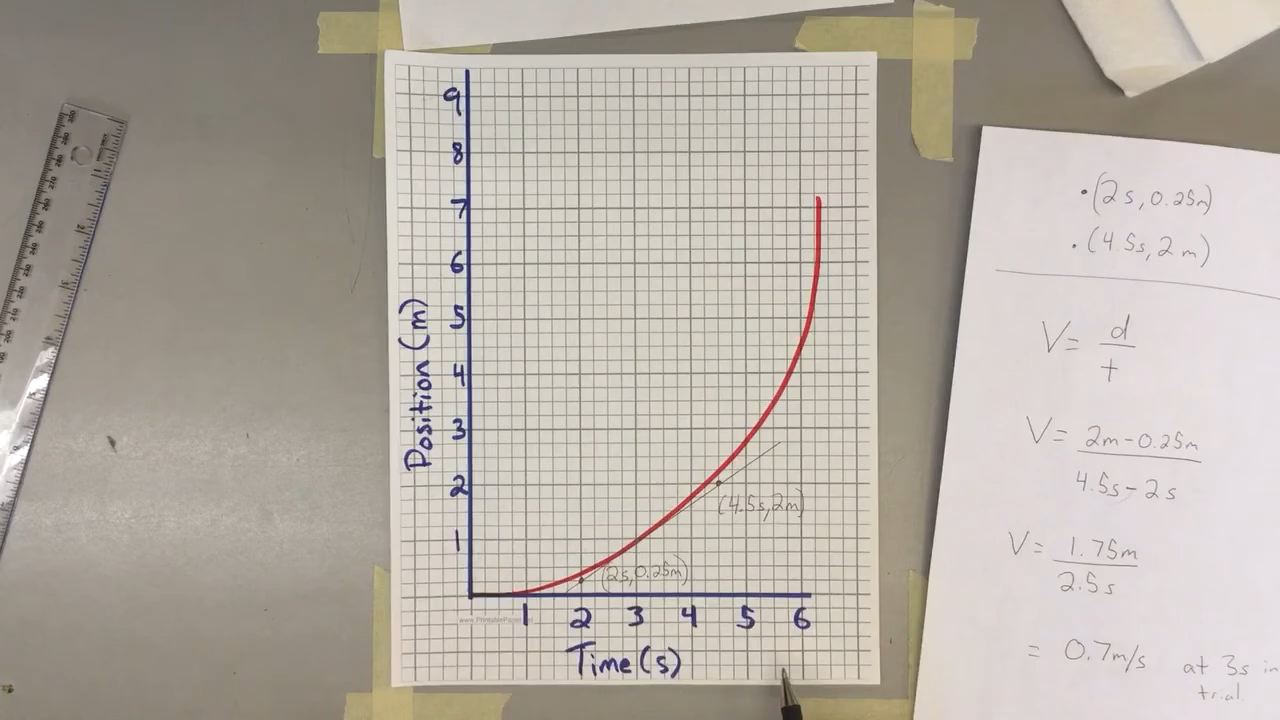 9
8
7
6
5
4
3
2
1
Position (m)
(4.5s,2m)
(2s,0.25m)
1 2 3 4 5 6
Time (s)
•(2s,0.25m)
•(4.5s,2m)
V= d/t
V= 2m-0.25m
4.5s-2s
V= 1.75m
2.5s
= 0.7m/s at 3s in
trial